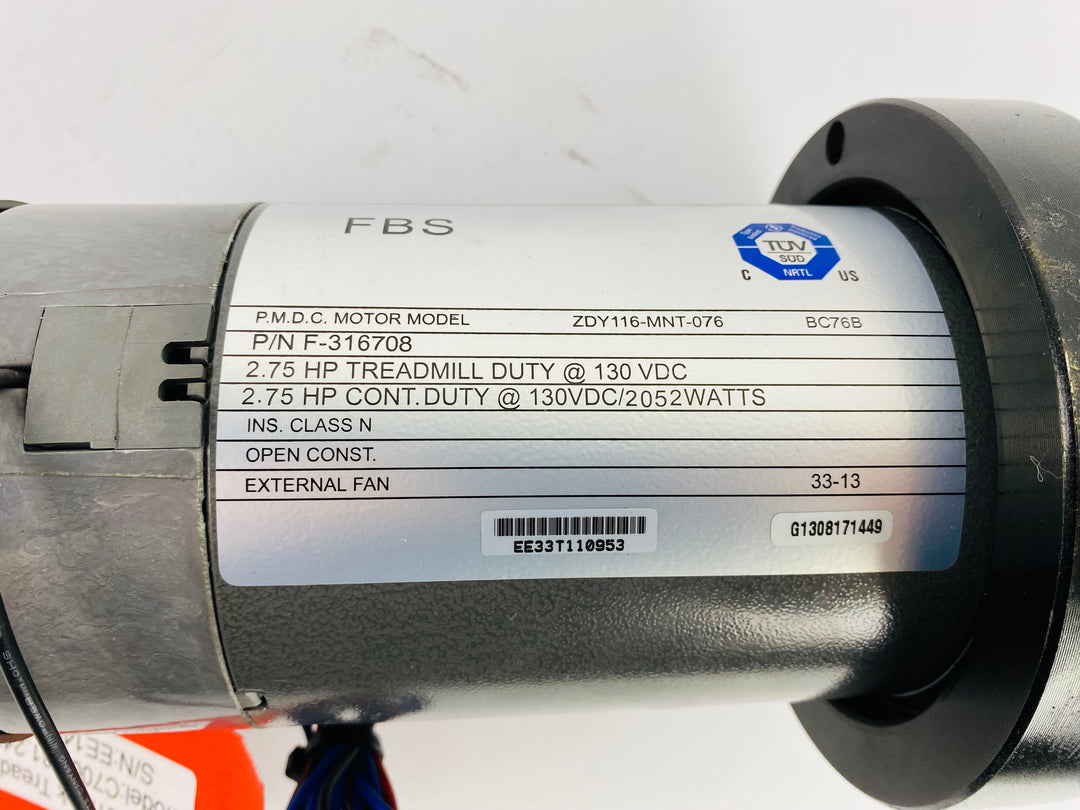 FBS
TÜV
SÜD
NRTL
C US
P.M.D.C. MOTOR MODEL ZDY116-MNT-076 BC76B
P/N F-316708
2.75 HP TREADMILL DUTY @ 130 VDC
2.75 HP CONT.DUTY @ 130VDC/2052WATTS
INS. CLASS N
OPEN CONST.
EXTERNAL FAN 33-13
EE33T110953
G1308171449